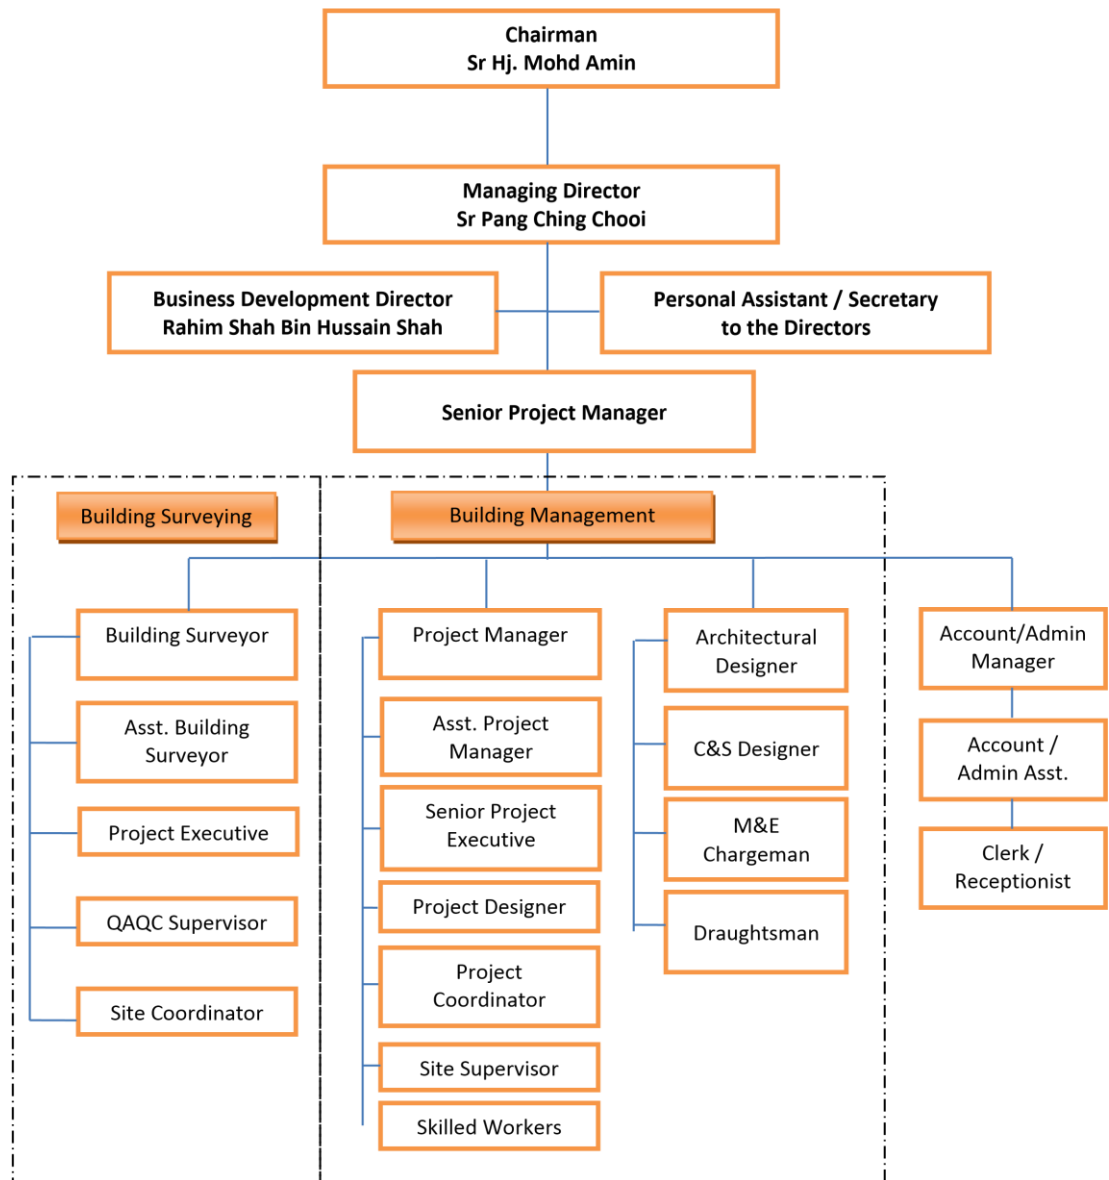 Chairman
Sr Hj. Mohd Amin
Managing Director
Sr Pang Ching Chooi
Business Development Director
Rahim Shah Bin Hussain Shah
Personal Assistant / Secretary
to the Directors
Senior Project Manager
Building Surveying
Building Management
Building Surveyor
Asst. Building
Surveyor
Project Executive
QAQC Supervisor
Site Coordinator
Project Manager
Asst. Project
Manager
Senior Project
Executive
Project Designer
Project
Coordinator
Site Supervisor
Skilled Workers
Architectural
Designer
C&S Designer
M&E
Chargeman
Draughtsman
Account/Admin
Manager
Account /
Admin Asst.
Clerk /
Receptionist